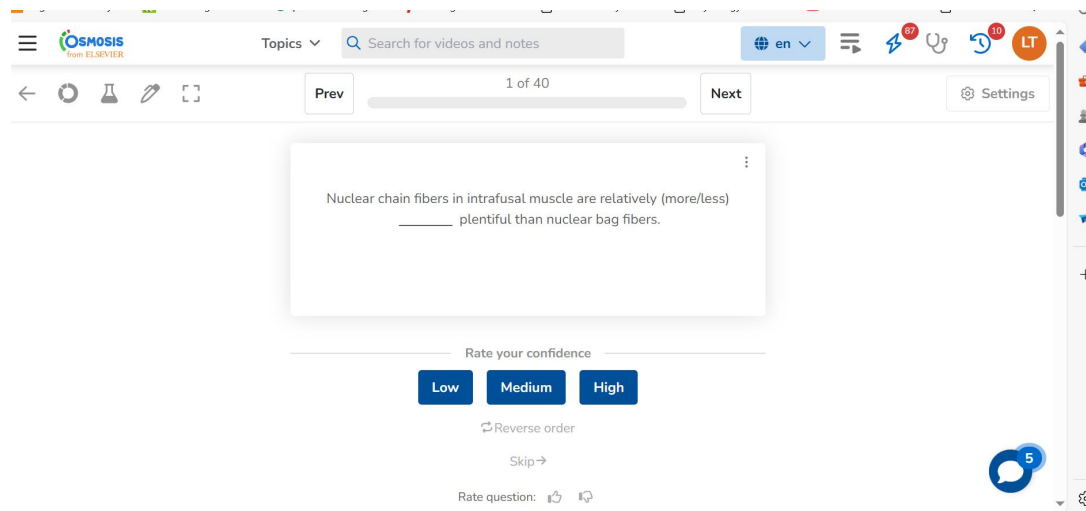 OSMOSIS
from ELSEVIER
Topics
Search for videos and notes
en
87
10
LT
Prev
1 of 40
Next
Settings
Nuclear chain fibers in intrafusal muscle are relatively (more/less)
________ plentiful than nuclear bag fibers.
Rate your confidence
Low
Medium
High
Reverse order
Skip
5
Rate question: